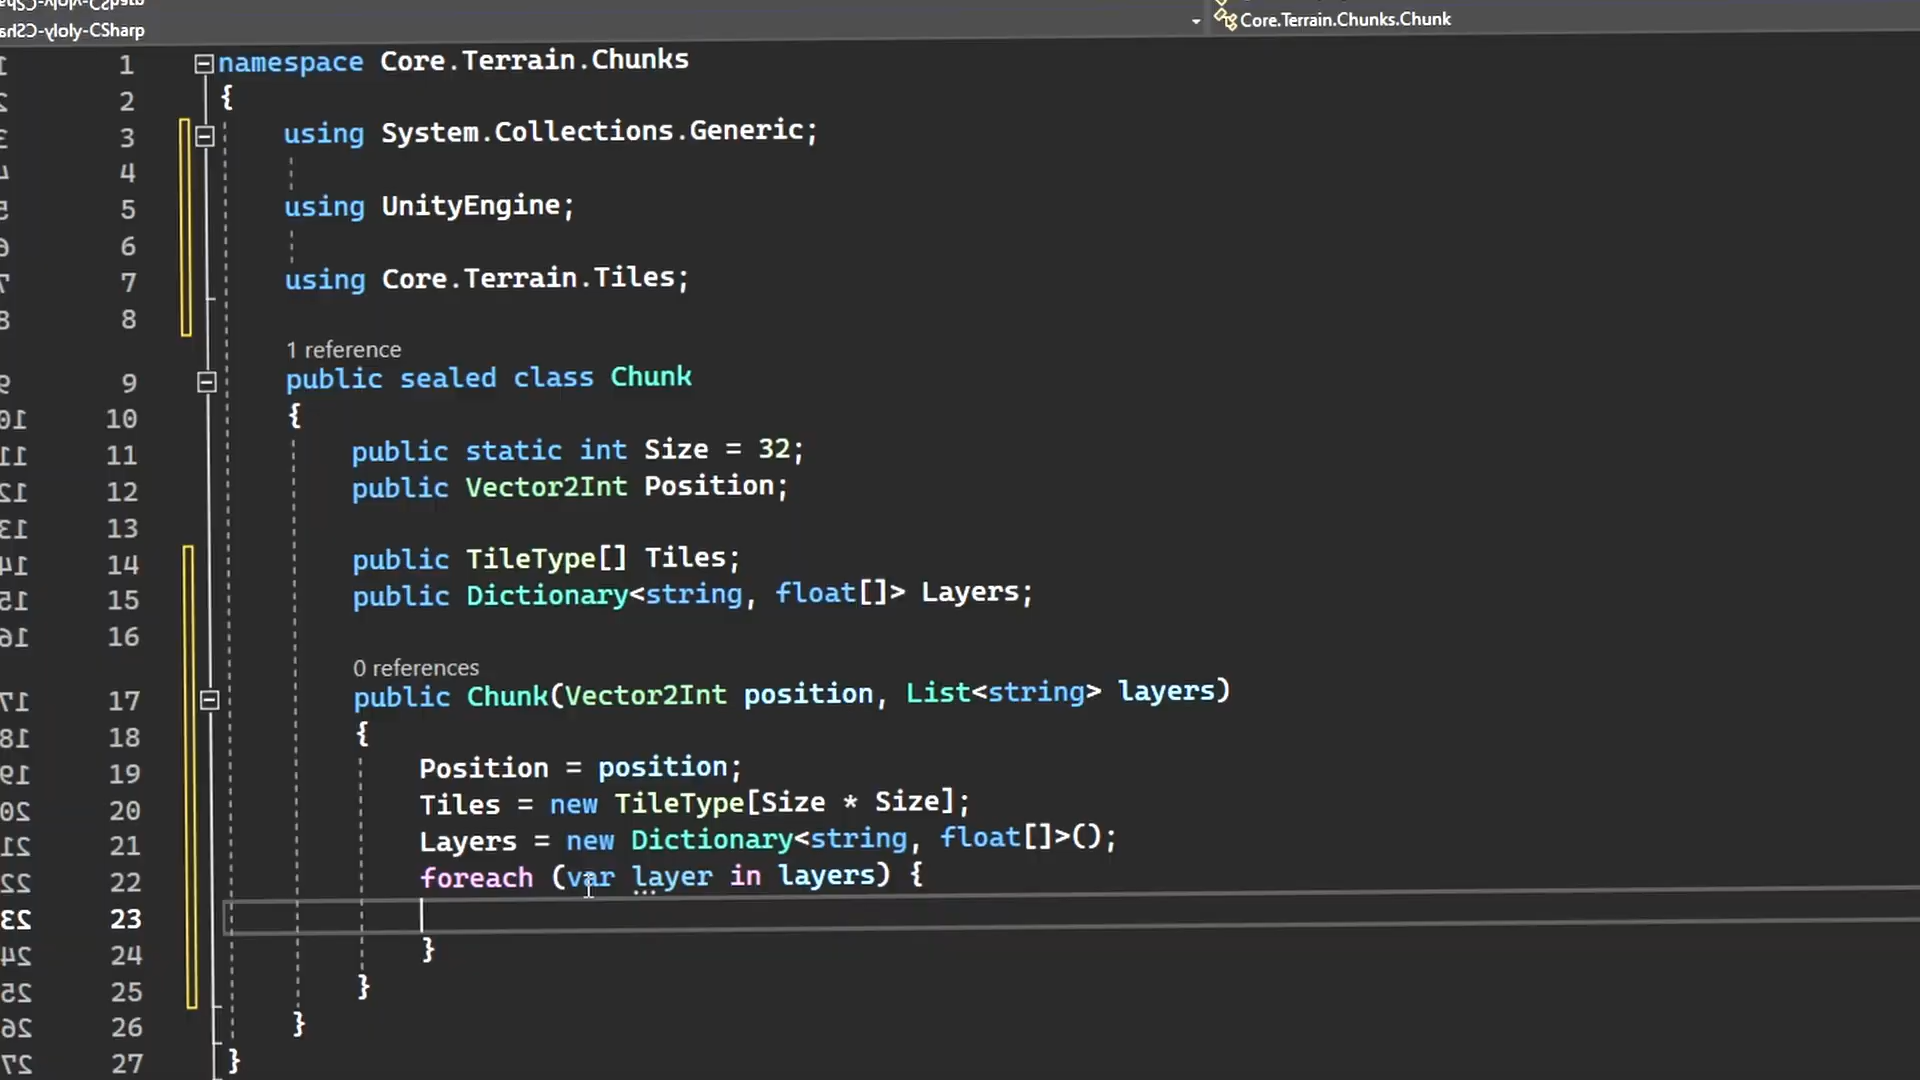 yloly-CSharp
Core.Terrain.Chunks.Chunk
1 namespace Core.Terrain.Chunks
2 {
3 using System.Collections.Generic;
4
5 using UnityEngine;
6
7 using Core.Terrain.Tiles;
8
1 reference
9 public sealed class Chunk
10 {
11 public static int Size = 32;
12 public Vector2Int Position;
13
14 public TileType[] Tiles;
15 public Dictionary<string, float[]> Layers;
16
0 references
17 public Chunk(Vector2Int position, List<string> layers)
18 {
19 Position = position;
20 Tiles = new TileType[Size * Size];
21 Layers = new Dictionary<string, float[]>();
22 foreach (var layer in layers) {
23
24 }
25 }
26 }
27 }